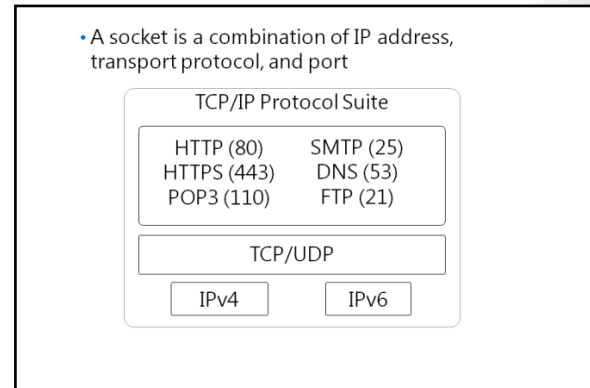 • A socket is a combination of IP address,
transport protocol, and port
TCP/IP Protocol Suite
HTTP (80) SMTP (25)
HTTPS (443) DNS (53)
POP3 (110) FTP (21)
TCP/UDP
IPv4 IPv6